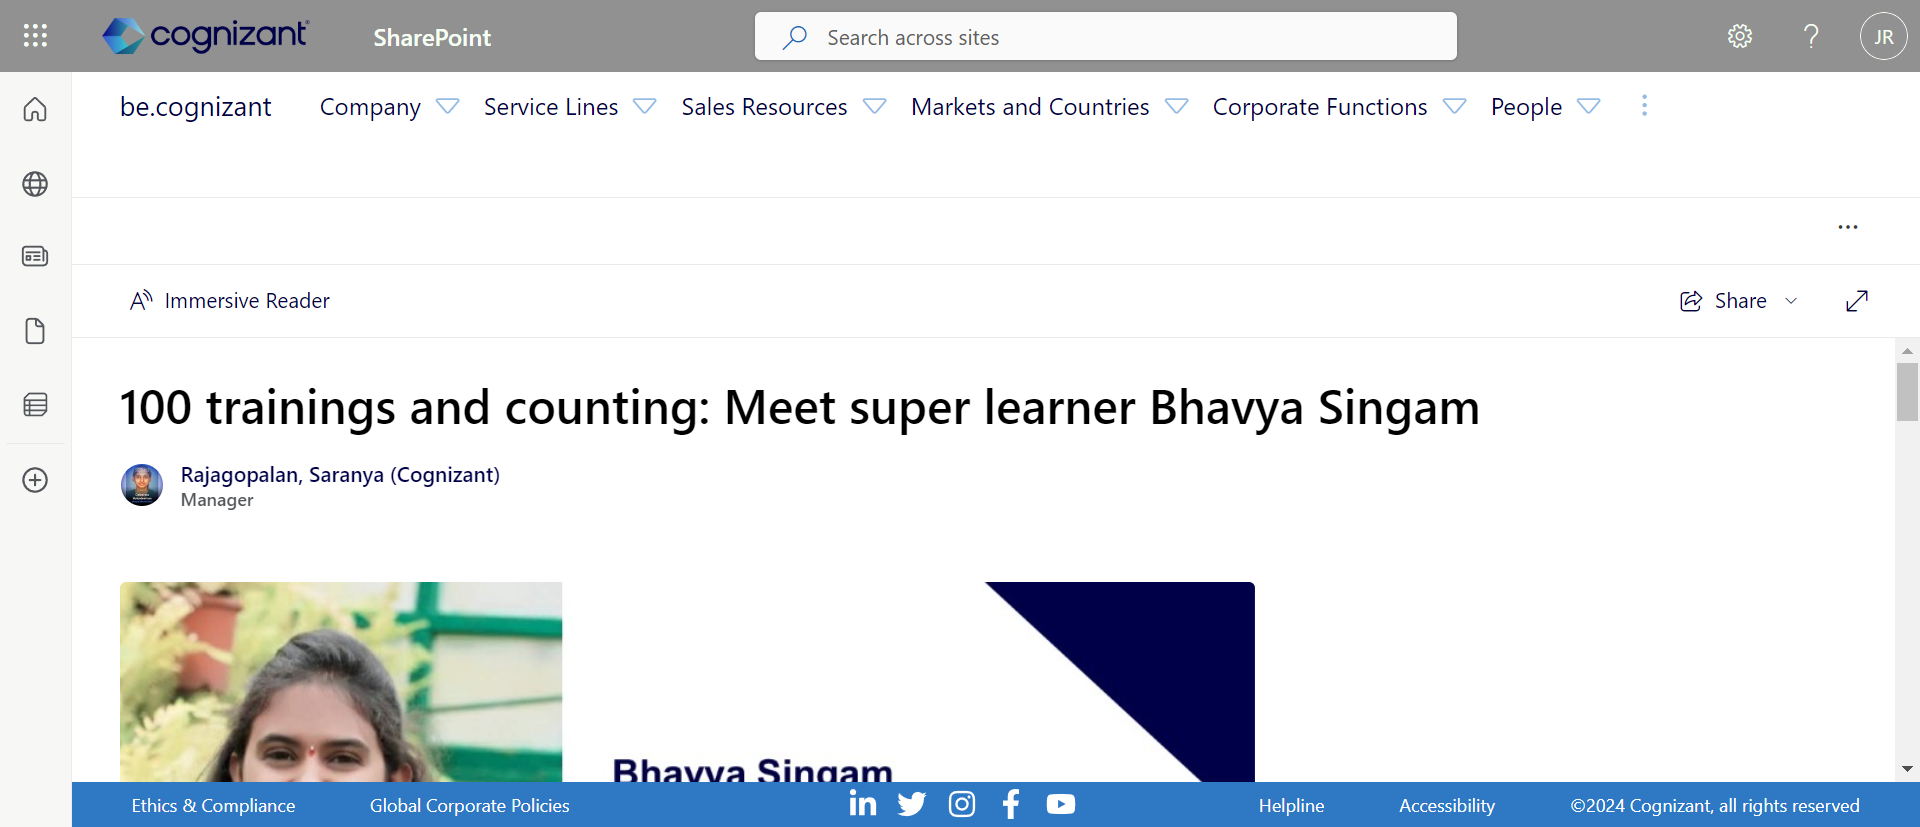 cognizant
SharePoint
Search across sites
JR
be.cognizant
Company
Service Lines
Sales Resources
Markets and Countries
Corporate Functions
People
Immersive Reader
Share
100 trainings and counting: Meet super learner Bhavya Singam
Rajagopalan, Saranya (Cognizant)
Manager
Bhavya Singam
Ethics & Compliance
Global Corporate Policies
Helpline
Accessibility
©2024 Cognizant, all rights reserved